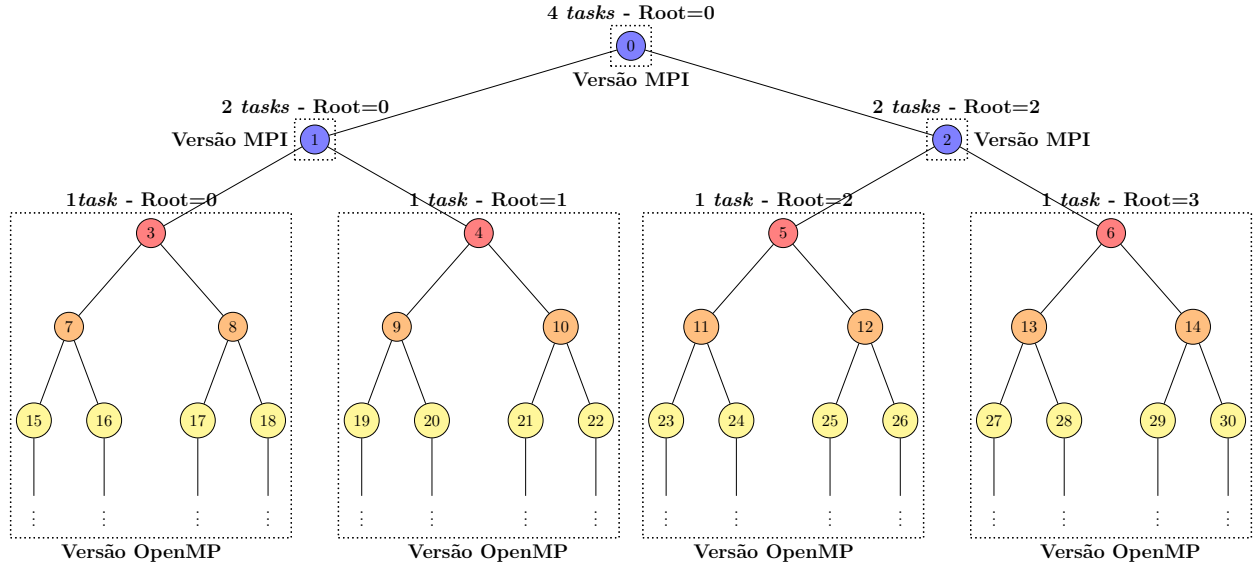 4 tasks - Root=0
0
Versão MPI
2 tasks - Root=0
2 tasks - Root=2
Versão MPI
1
2
Versão MPI
1task - Root=0
1 task - Root=1
1 task - Root=2
1 task - Root=3
3
4
5
6
7
8
9
10
11
12
13
14
15
16
17
18
19
20
21
22
23
24
25
26
27
28
29
30
Versão OpenMP
Versão OpenMP
Versão OpenMP
Versão OpenMP